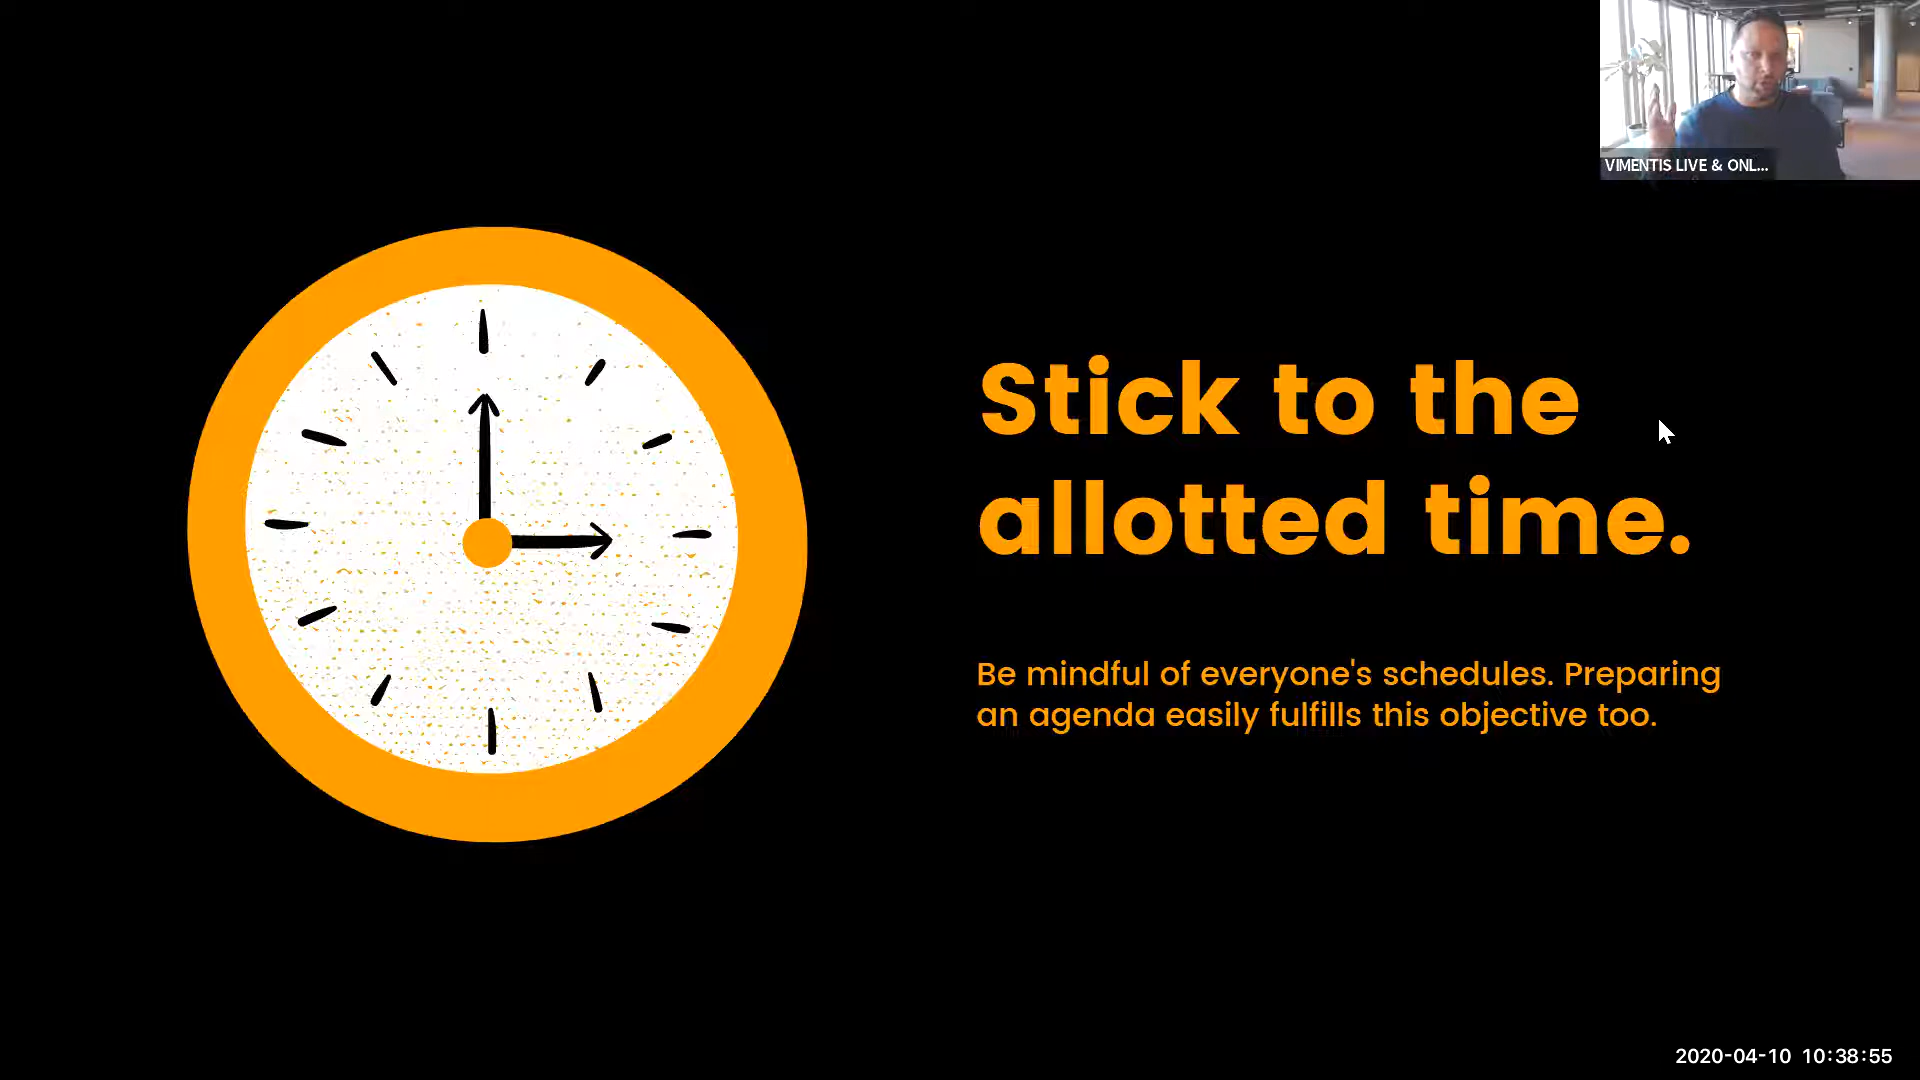 VIMENTIS LIVE & ONL...
Stick to the
allotted time.
Be mindful of everyone's schedules. Preparing
an agenda easily fulfills this objective too.
2020-04-10 10:38:55